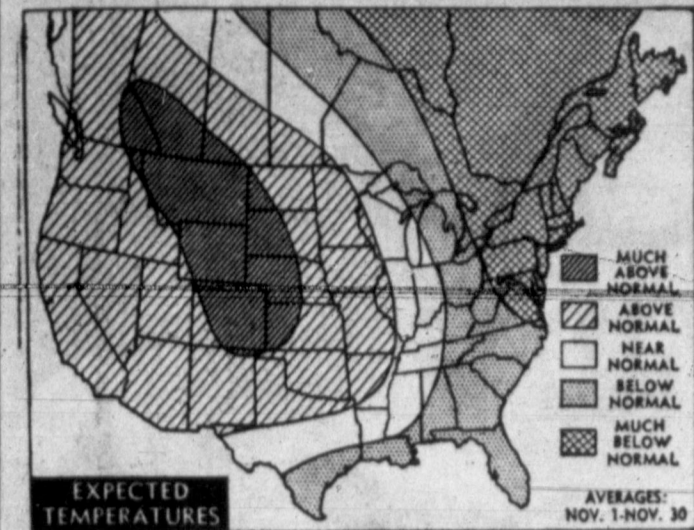 MUCH
ABOVE
NORMAL
ABOVE
NORMAL
NEAR
NORMAL
BELOW
NORMAL
MUCH
BELOW
NORMAL
EXPECTED
TEMPERATURES
AVERAGES:
NOV. 1-NOV. 30